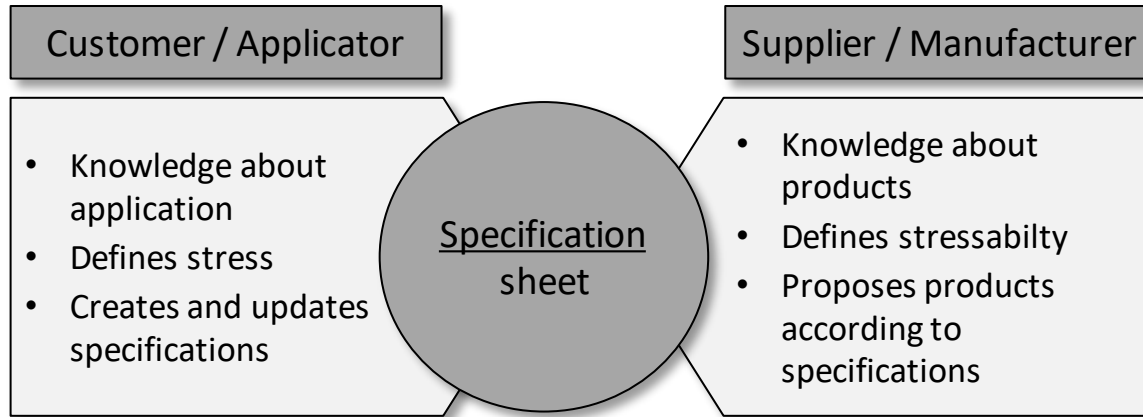 Customer / Applicator
• Knowledge about
application
• Defines stress
• Creates and updates
specifications
Specification
sheet
Supplier / Manufacturer
• Knowledge about
products
• Defines stressabilty
• Proposes products
according to
specifications